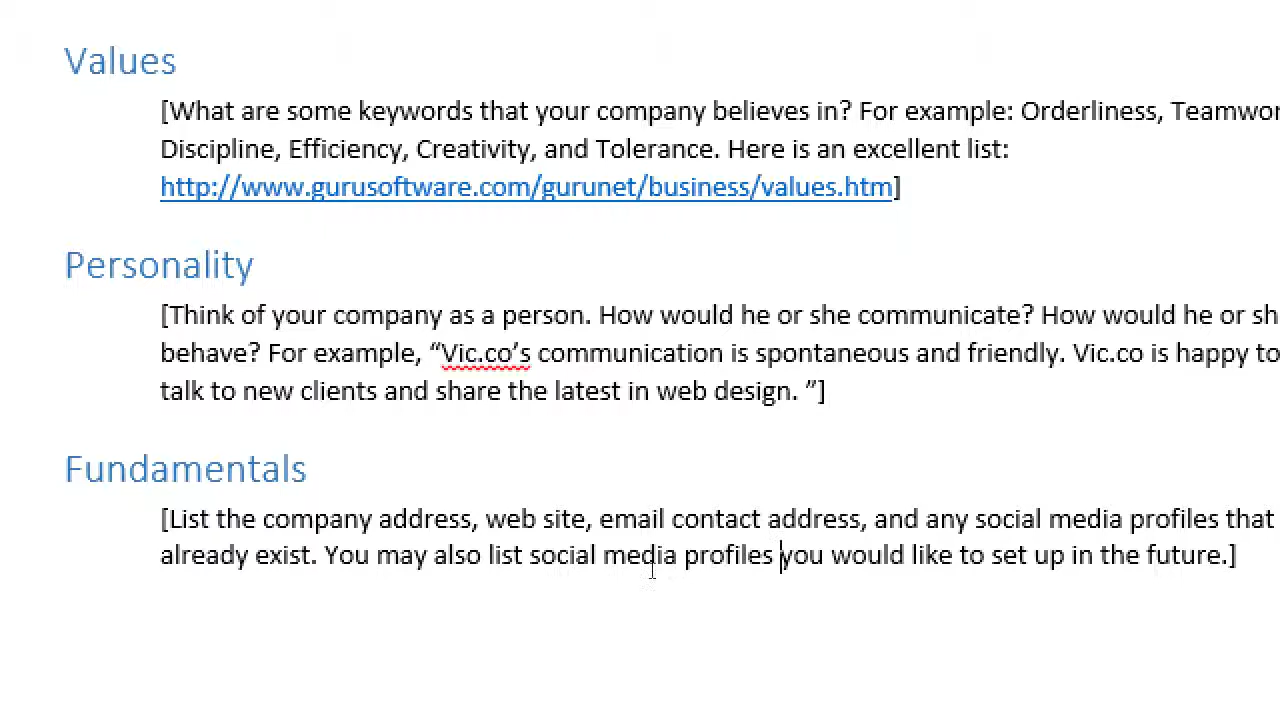 Values
[What are some keywords that your company believes in? For example: Orderliness, Teamwor
Discipline, Efficiency, Creativity, and Tolerance. Here is an excellent list:
http://www.gurusoftware.com/gurunet/business/values.htm]
Personality
[Think of your company as a person. How would he or she communicate? How would he or sh
behave? For example, “Vic.co’s communication is spontaneous and friendly. Vic.co is happy to
talk to new clients and share the latest in web design. ”]
Fundamentals
[List the company address, web site, email contact address, and any social media profiles that
already exist. You may also list social media profiles you would like to set up in the future.]